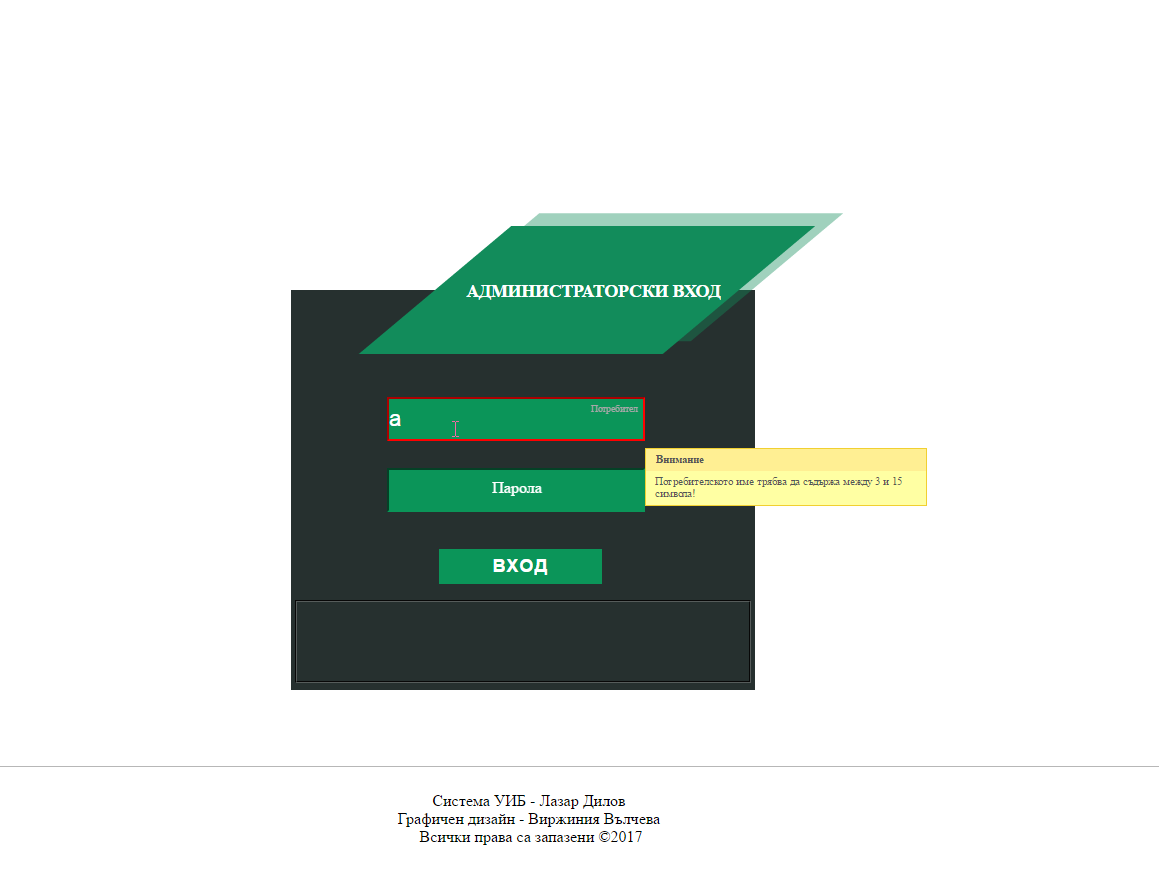 АДМИНИСТРАТОРСКИ ВХОД
Потребител
а
Внимание
Потребителското име трябва да съдържа между 3 и 15
символа!
Парола
ВХОД
Система УИБ - Лазар Дилов
Графичен дизайн - Виржиния Вълчева
Всички права са запазени ©2017